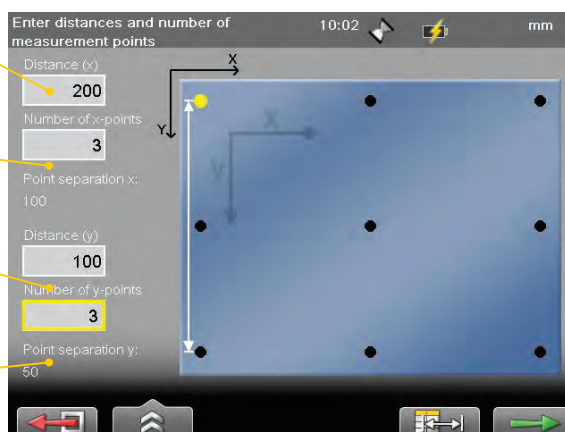 Enter distances and number of
measurement points
10:02
mm
Distance (x)
200
Number of x-points
3
Point separation x:
100
Distance (y)
100
Number of y-points
3
Point separation y:
50
X
Y
X
Y